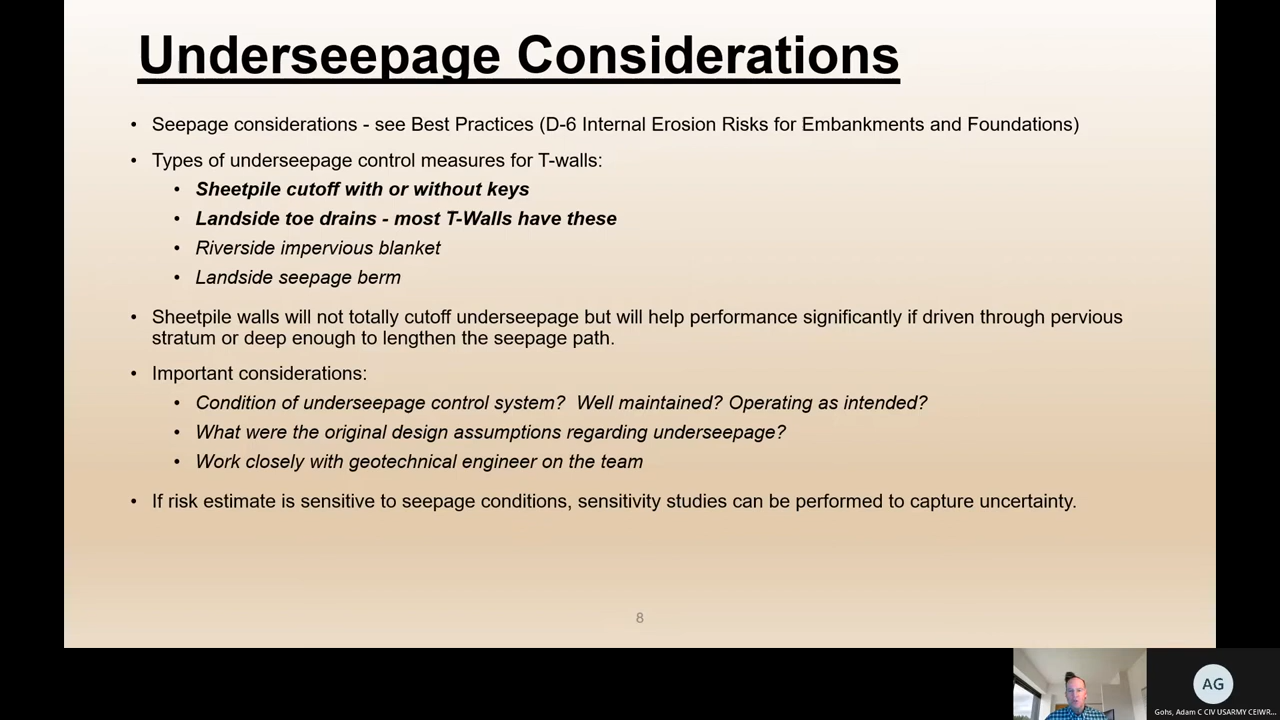 Underseepage Considerations
• Seepage considerations - see Best Practices (D-6 Internal Erosion Risks for Embankments and Foundations)
• Types of underseepage control measures for T-walls:
• Sheetpile cutoff with or without keys
• Landside toe drains - most T-Walls have these
• Riverside impervious blanket
• Landside seepage berm
• Sheetpile walls will not totally cutoff underseepage but will help performance significantly if driven through pervious
stratum or deep enough to lengthen the seepage path.
• Important considerations:
• Condition of underseepage control system? Well maintained? Operating as intended?
• What were the original design assumptions regarding underseepage?
• Work closely with geotechnical engineer on the team
• If risk estimate is sensitive to seepage conditions, sensitivity studies can be performed to capture uncertainty.
8
AG
Gohs, Adam C CIV USARMY CEIWR...